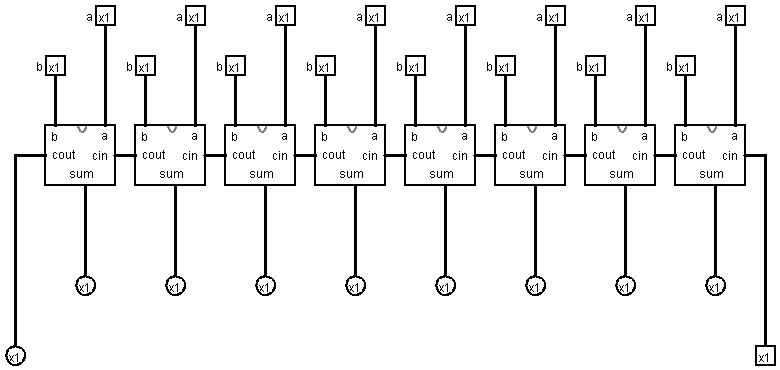 a x1 a x1 a x1 a x1 a x1 a x1 a x1 a x1
b x1 b x1 b x1 b x1 b x1 b x1 b x1 b x1
b a b a b a b a b a b a b a b a
cout cin cout cin cout cin cout cin cout cin cout cin cout cin cout cin
sum sum sum sum sum sum sum sum
x1 x1 x1 x1 x1 x1 x1 x1
x1 x1